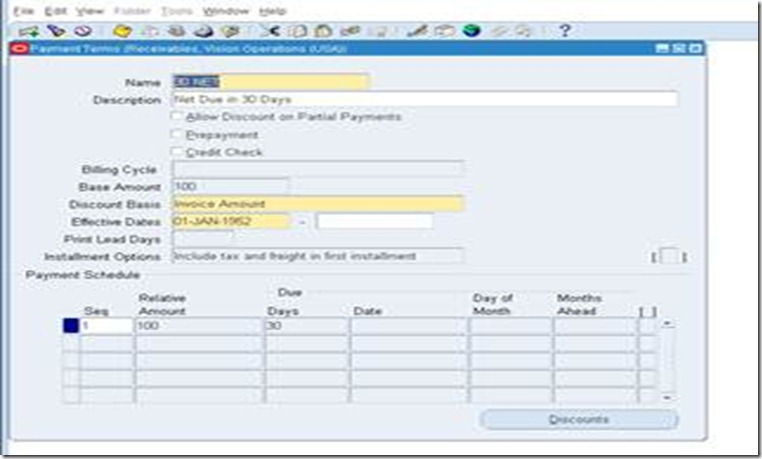 File Edit View Folder Tools Window Help
Payment Terms (Receivables, Vision Operations (USA))
Name 30 NET
Description Net Due in 30 Days
Allow Discount on Partial Payments
Prepayment
Credit Check
Billing Cycle
Base Amount 100
Discount Basis Invoice Amount
Effective Dates 01-JAN-1952 -
Print Lead Days
Installment Options Include tax and freight in first installment [ ]
Payment Schedule
Due
Relative Day of Months
Seq Amount Days Date Month Ahead [ ]
1 100 30
Discounts